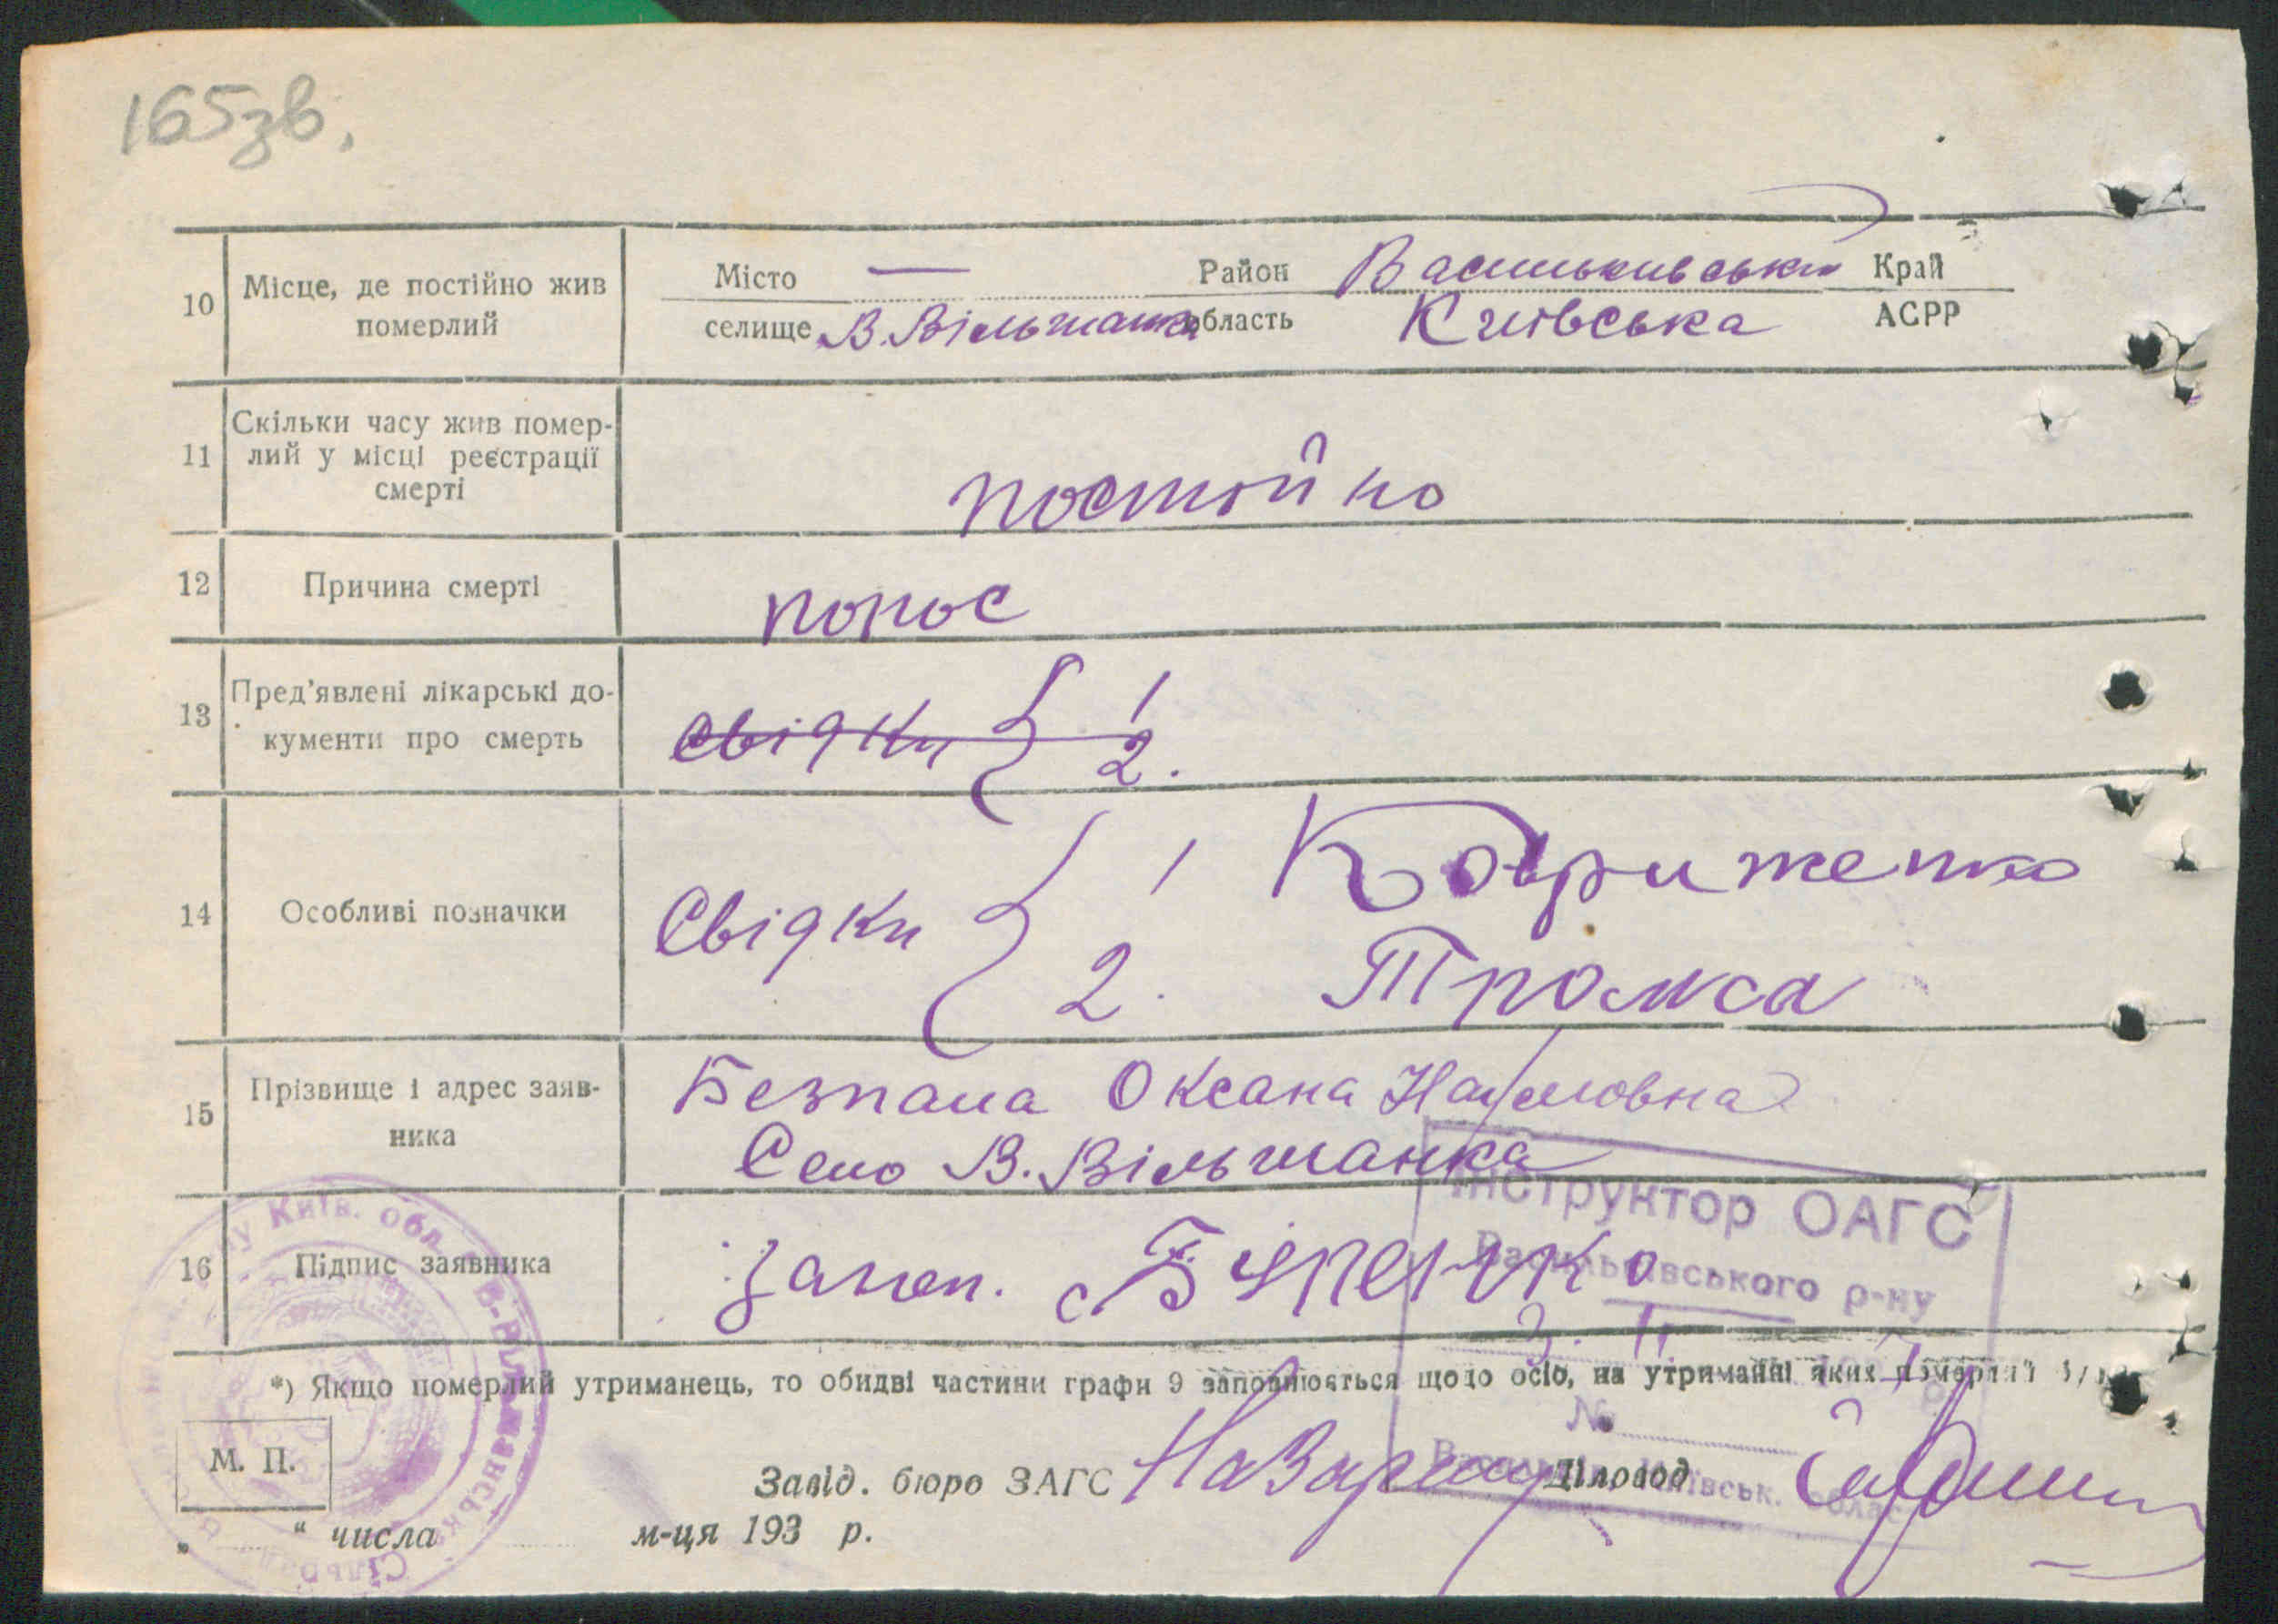 165зв.
10 Місце, де постійно жив померлий
Місто — Район Васильківськи Край
селище В. Вільшанка область Київська АСРР
11 Скільки часу жив помер-
лий у місці реєстрації
смерті
постійно
12 Причина смерті
понос
13 Пред'явлені лікарські до-
кументи про смерть
свідки { 1
2.
14 Особливі позначки
Свідки { 1
2.
15 Прізвище і адрес заяв-
ника
Безпала Оксана Наумовна
Село В. Вільшанка
16 Підпис заявника
Інструктор ОАГС
Васильківського р-ну
*) Якщо померлий утриманець, то обидві частини графи 9 заповнюються щодо осіб, на утриманні яких померлий
№
М. П.
Завід. бюро ЗАГС Діловод
„ “ числа м-ця 193 р.